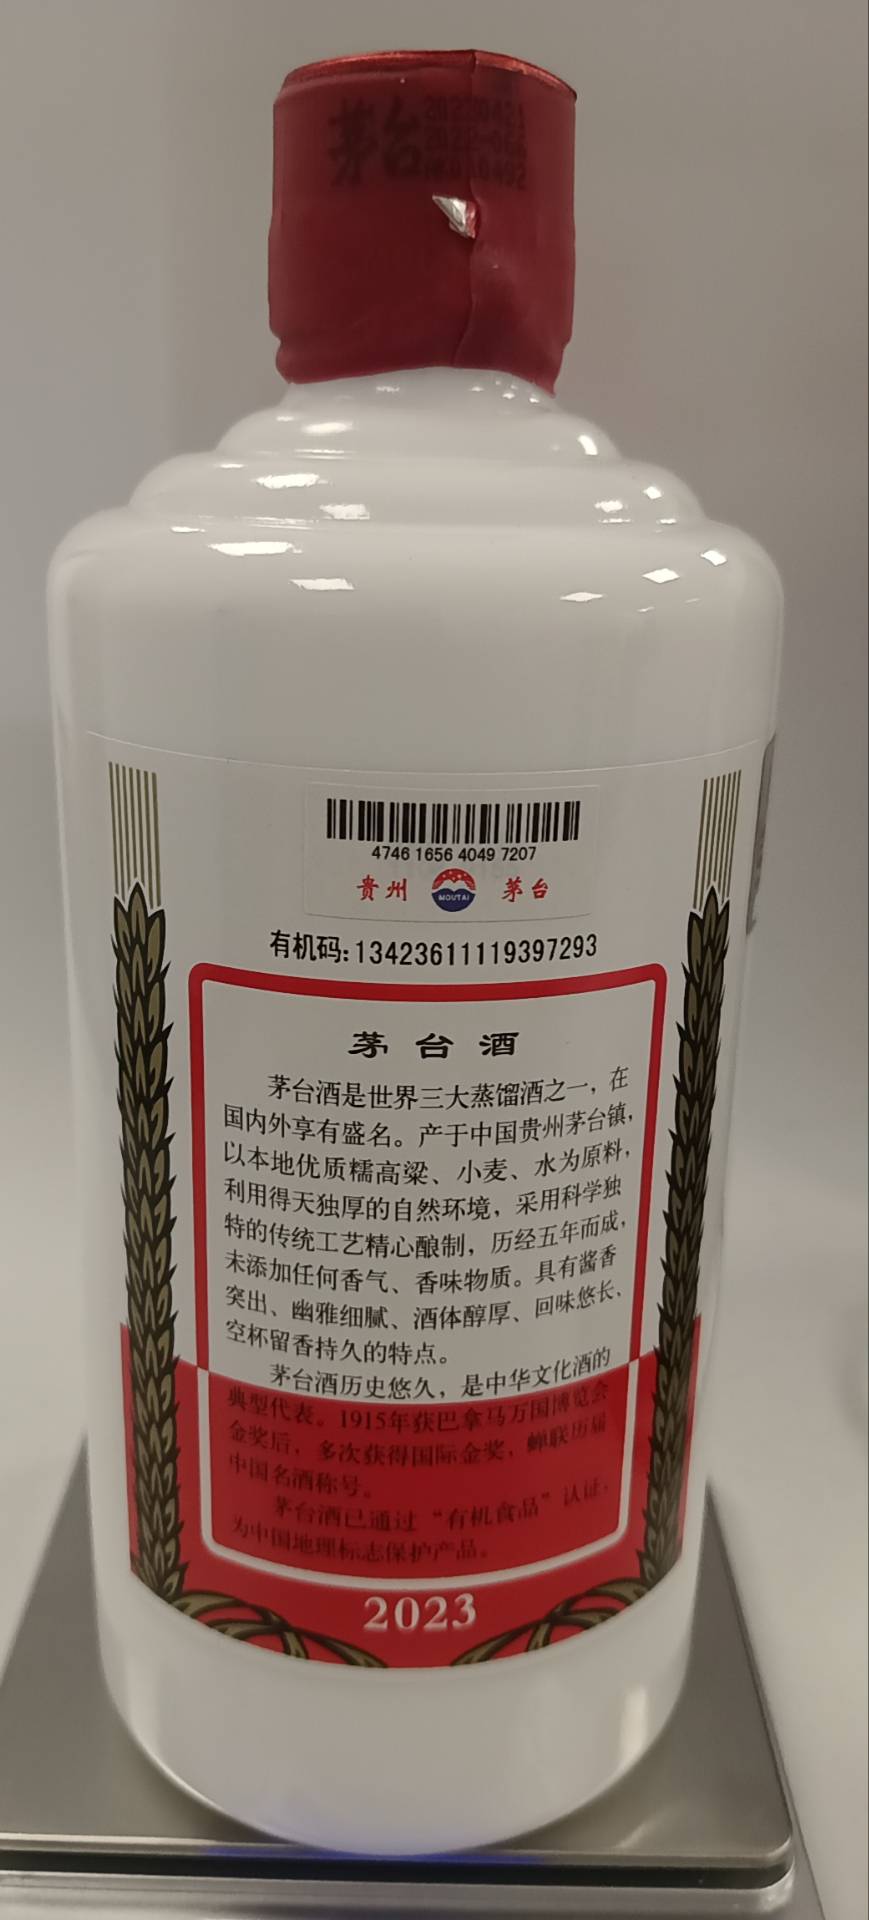 茅台
4746 1656 4049 7207
贵州 MOUTAI 茅台
有机码:134236111119397293
茅台酒
茅台酒是世界三大蒸馏酒之一，在
国内外享有盛名。产于中国贵州茅台镇，
以本地优质糯高粱、小麦、水为原料，
利用得天独厚的自然环境，采用科学独
特的传统工艺精心酿制，历经五年而成，
未添加任何香气、香味物质。具有酱香
突出、幽雅细腻、酒体醇厚、回味悠长、
空杯留香持久的特点。
茅台酒历史悠久，是中华文化酒的
典型代表。1915年获巴拿马万国博览会
金奖后，多次获得国际金奖，蝉联历届
中国名酒称号。
茅台酒已通过“有机食品”认证，
为中国地理标志保护产品。
2023